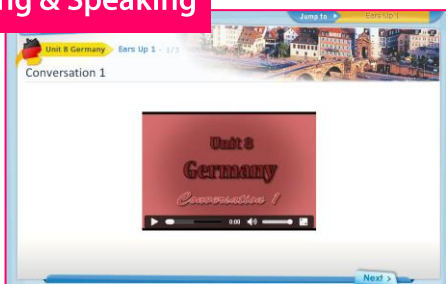 ng & Speaking
Jump to
Ears Up 1
Unit 8 Germany
Ears Up 1 - 1/3
Conversation 1
Unit 8
Germany
Conversation 1
0:00
Next >